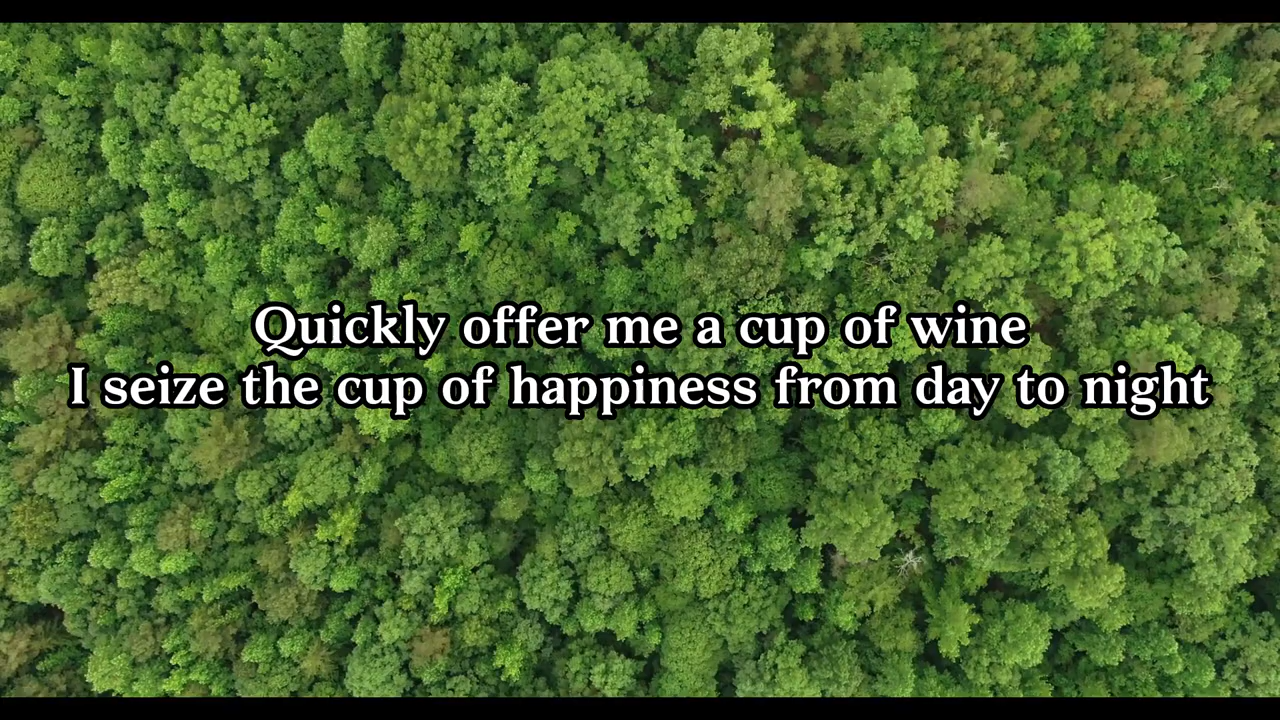 Quickly offer me a cup of wine
I seize the cup of happiness from day to night